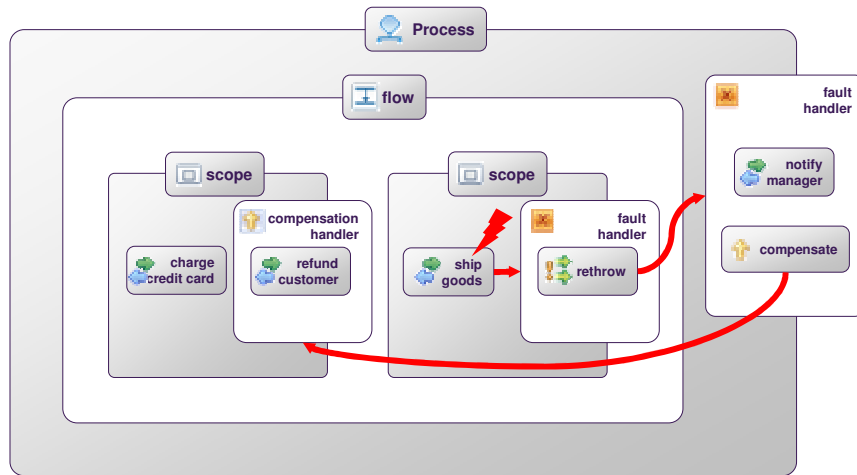 Process
flow
fault
handler
notify
manager
compensate
scope
compensation
handler
charge
credit card
refund
customer
scope
fault
handler
ship
goods
rethrow